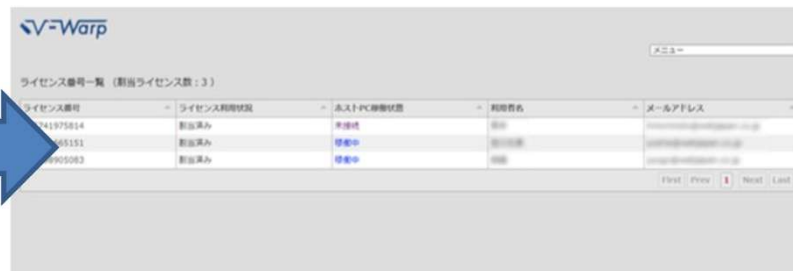 V-Warp
メニュー
ライセンス番号一覧 （割当ライセンス数：3）
ライセンス番号 ライセンス利用状況 ホストPC稼働状態 利用者名 メールアドレス
741975814 割当済み 未接続
65151 割当済み 稼働中
905083 割当済み 稼働中
First Prev 1 Next Last